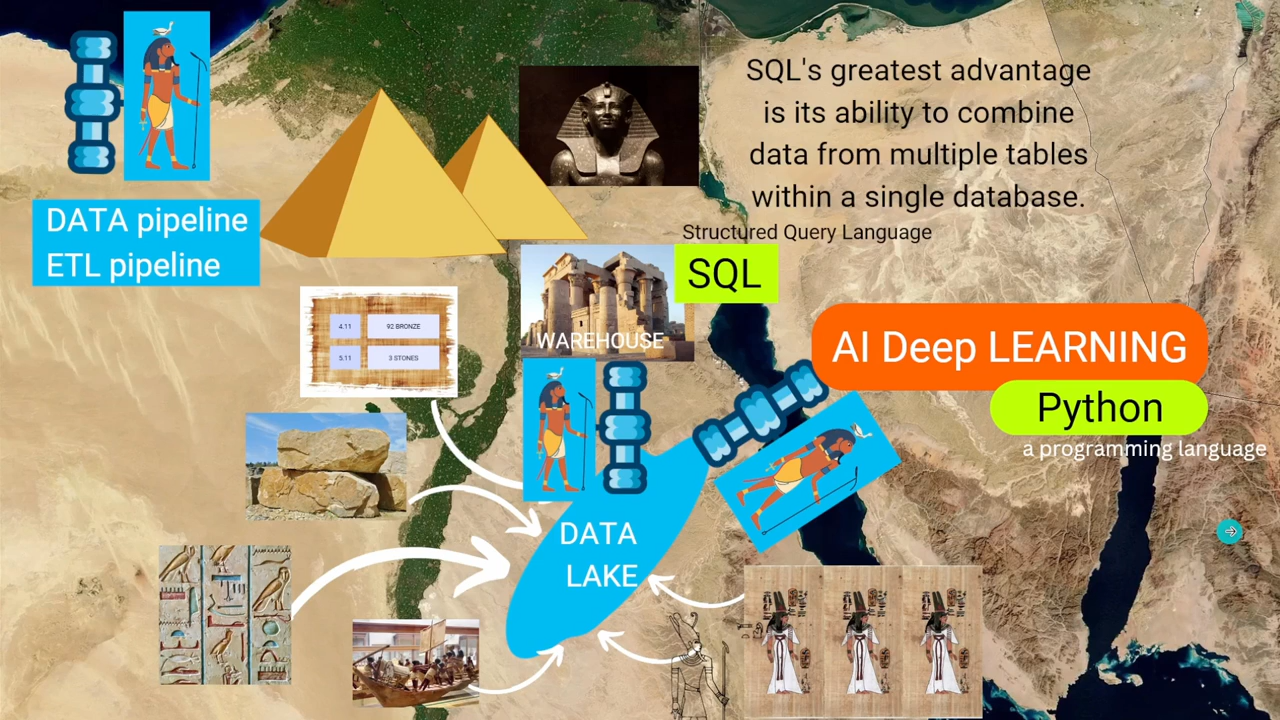 SQL's greatest advantage
is its ability to combine
data from multiple tables
within a single database.
Structured Query Language
SQL
DATA pipeline
ETL pipeline
WAREHOUSE
4.11 92 BRONZE
5.11 3 STONES
AI Deep LEARNING
Python
a programming language
DATA
LAKE